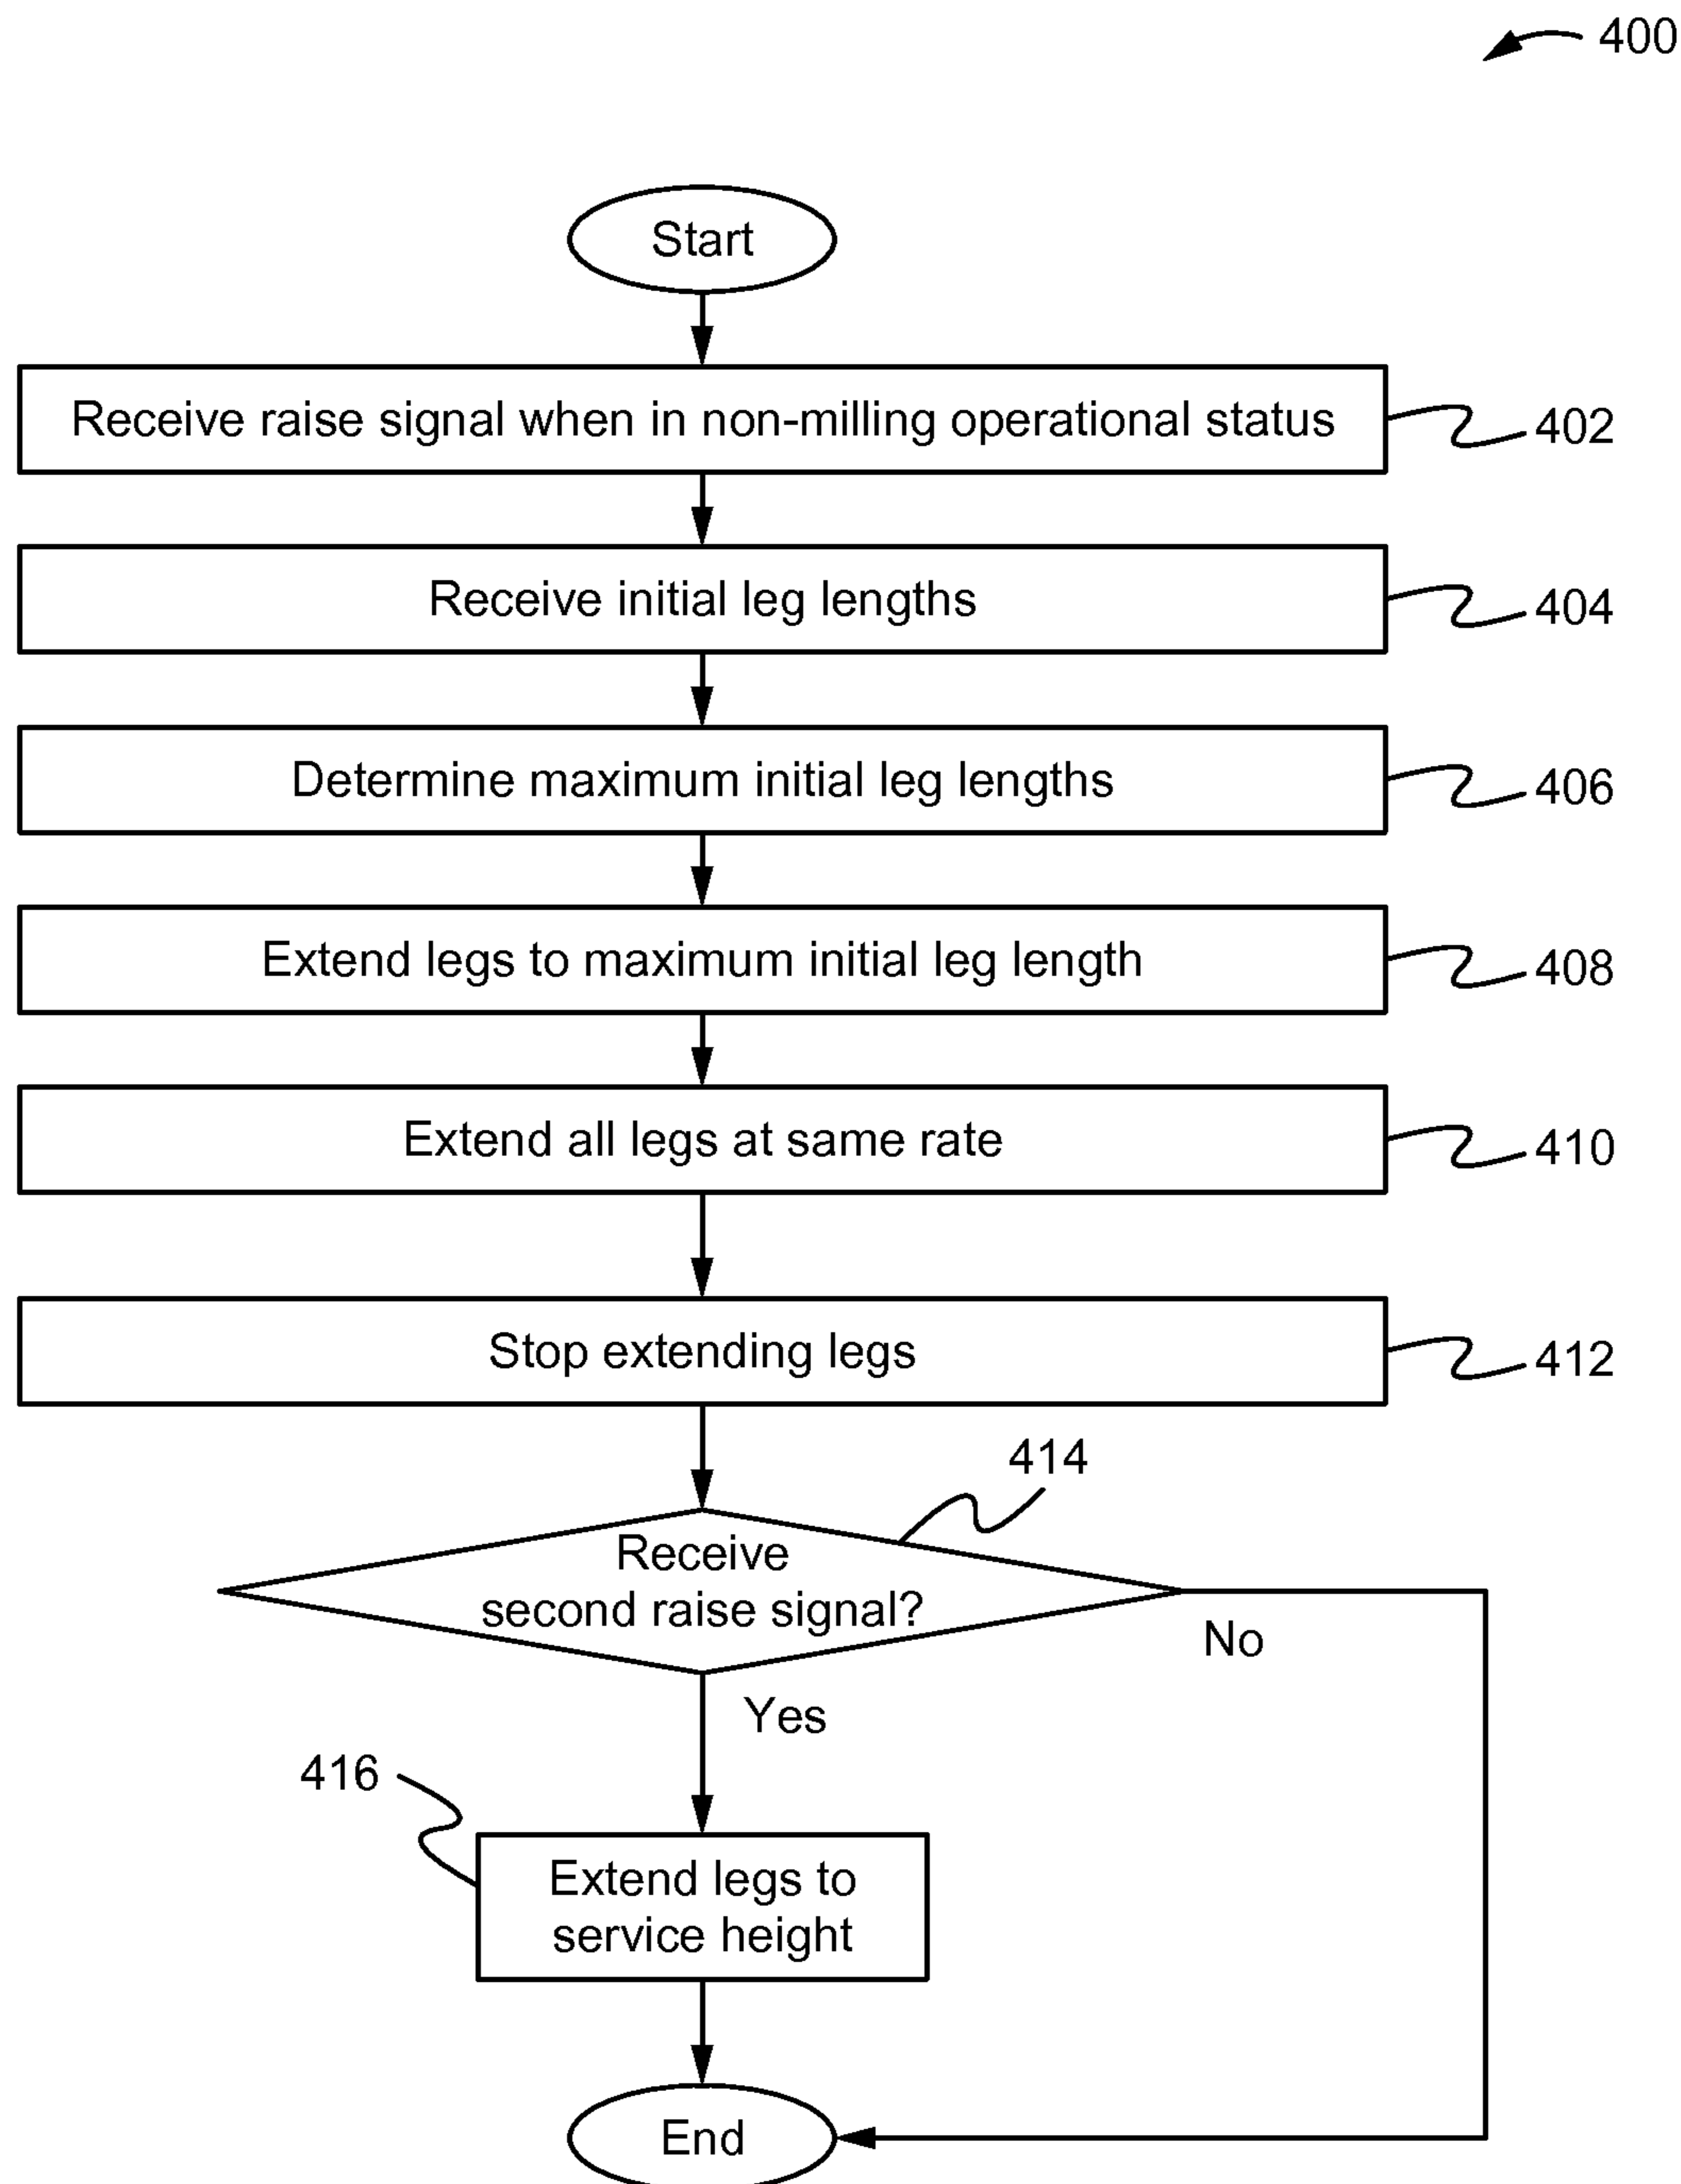 400
Start
Receive raise signal when in non-milling operational status
402
Receive initial leg lengths
404
Determine maximum initial leg lengths
406
Extend legs to maximum initial leg length
408
Extend all legs at same rate
410
Stop extending legs
412
414
Receive
second raise signal?
No
Yes
416
Extend legs to
service height
End